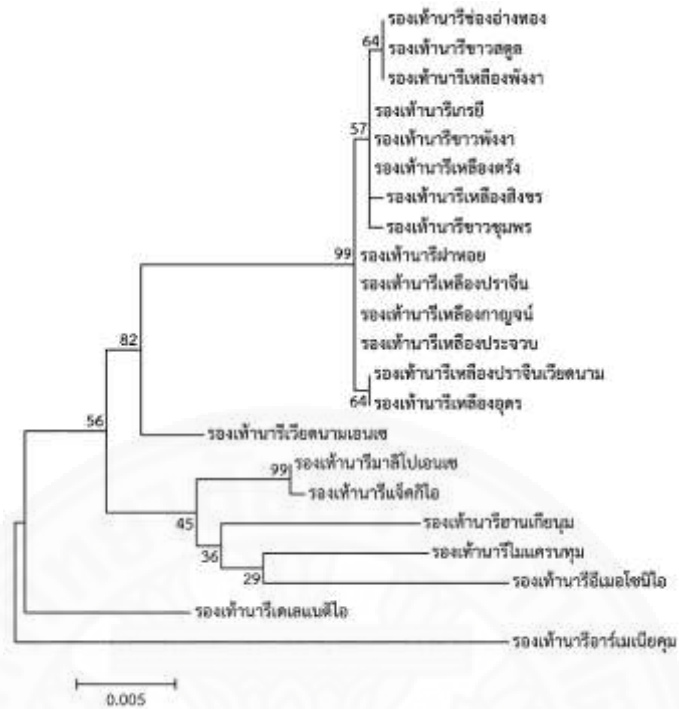 รองเท้านารีช่องอ่างทอง
64
รองเท้านารีขาวสตูล
รองเท้านารีเหลืองพังงา
รองเท้านารีเกรยี
57
รองเท้านารีขาวพังงา
รองเท้านารีเหลืองตรัง
รองเท้านารีเหลืองสิงขร
รองเท้านารีขาวชุมพร
99
รองเท้านารีฝาหอย
รองเท้านารีเหลืองปราจีน
รองเท้านารีเหลืองกาญจน์
82
รองเท้านารีเหลืองประจวบ
รองเท้านารีเหลืองปราจีนเวียดนาม
64
รองเท้านารีเหลืองอุดร
56
รองเท้านารีเวียดนามเอนเซ
รองเท้านารีมาลิโปเอนเซ
99
รองเท้านารีแจ็คกิไอ
45
รองเท้านารีฮานเกียนุม
36
รองเท้านารีไมแครนทุม
29
รองเท้านารีอีเมอโซนิไอ
รองเท้านารีเดเลแนติไอ
รองเท้านารีอาร์เมเนียคุม
0.005